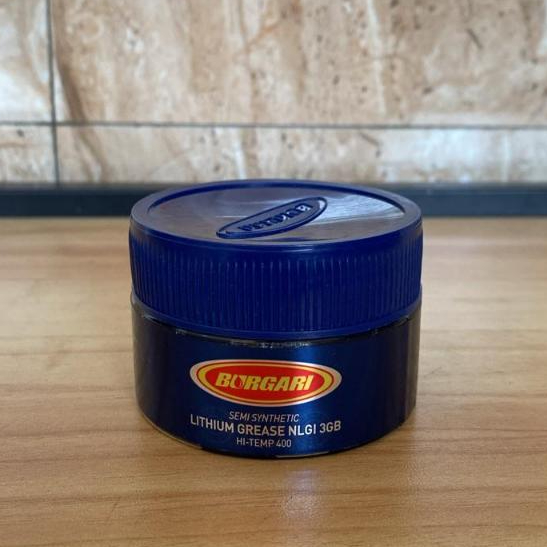 BORGARI
SEMI SYNTHETIC
LITHIUM GREASE NLGI 3GB
HI-TEMP 400